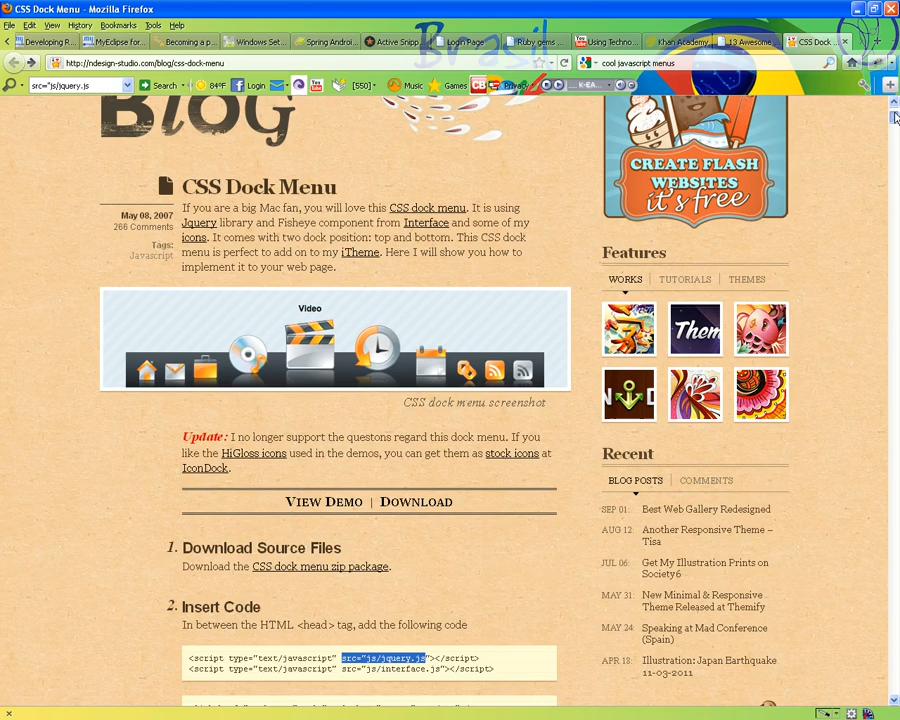 CSS Dock Menu - Mozilla Firefox
File Edit View History Bookmarks Tools Help
Brasil
Developing R... MyEclipse for... Becoming a p... Windows Set... Spring Androi... Active Snipp... Login Page Ruby gems ... Using Techno... Khan Academy 13 Awesome ... CSS Dock...
http://ndesign-studio.com/blog/css-dock-menu
cool javascript menus
src="js/jquery.js Search 84°F Login [550] Music Games Privacy
BLOG
CREATE FLASH
WEBSITES
it's free
CSS Dock Menu
May 08, 2007
266 Comments
Tags:
Javascript
If you are a big Mac fan, you will love this CSS dock menu. It is using
Jquery library and Fisheye component from Interface and some of my
icons. It comes with two dock position: top and bottom. This CSS dock
menu is perfect to add on to my iTheme. Here I will show you how to
implement it to your web page.
Video
CSS dock menu screenshot
Update: I no longer support the questons regard this dock menu. If you
like the HiGloss icons used in the demos, you can get them as stock icons at
IconDock.
VIEW DEMO | DOWNLOAD
1. Download Source Files
Download the CSS dock menu zip package.
2. Insert Code
In between the HTML <head> tag, add the following code
<script type="text/javascript" src="js/jquery.js"></script>
<script type="text/javascript" src="js/interface.js"></script>
Features
WORKS TUTORIALS THEMES
Them
Recent
BLOG POSTS COMMENTS
SEP 01: Best Web Gallery Redesigned
AUG 12: Another Responsive Theme –
Tisa
JUL 06: Get My Illustration Prints on
Society6
MAY 31: New Minimal & Responsive
Theme Released at Themify
MAY 24: Speaking at Mad Conference
(Spain)
APR 18: Illustration: Japan Earthquake
11-03-2011